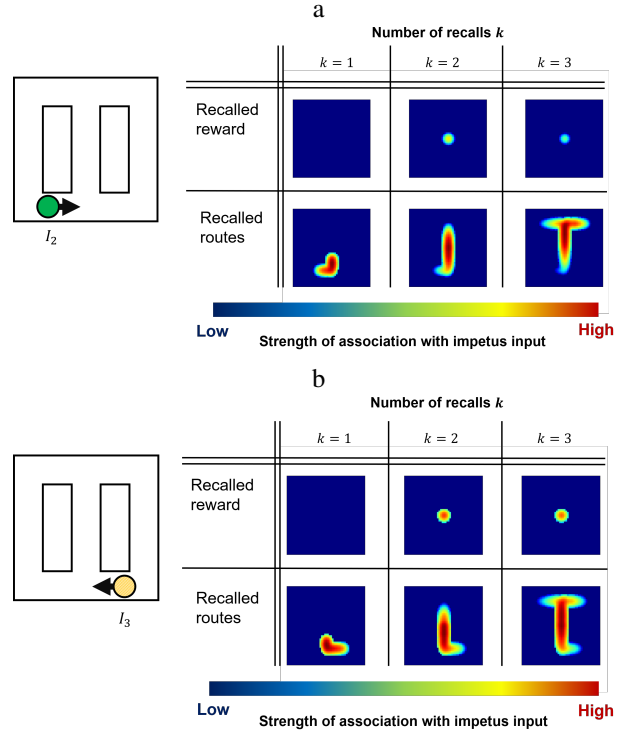 a
Number of recalls k
k = 1 k = 2 k = 3
Recalled
reward
Recalled
routes
I2
Low High
Strength of association with impetus input
b
Number of recalls k
k = 1 k = 2 k = 3
Recalled
reward
Recalled
routes
I3
Low High
Strength of association with impetus input